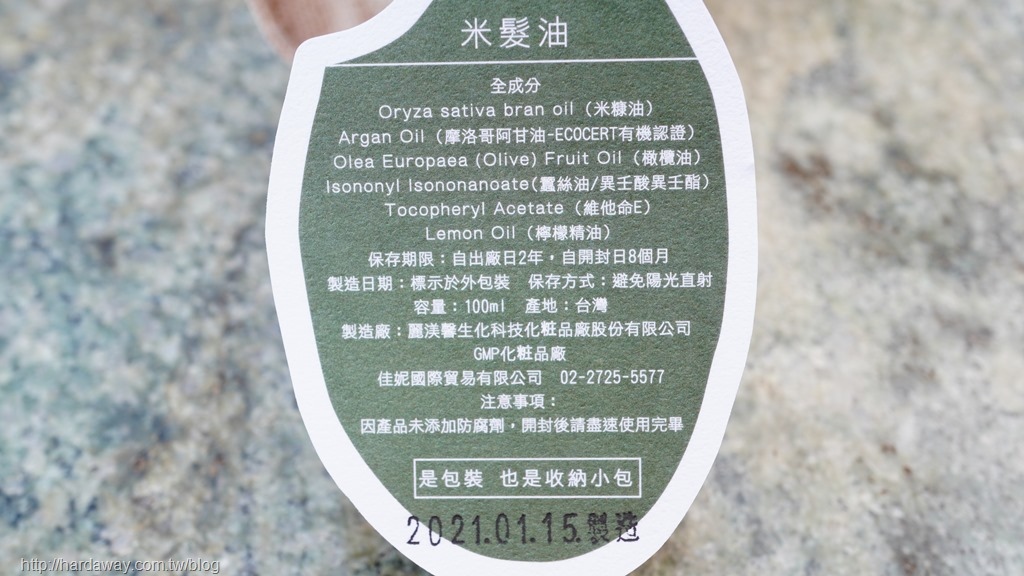 米髮油
全成分
Oryza sativa bran oil（米糠油）
Argan Oil（摩洛哥阿甘油-ECOCERT有機認證）
Olea Europaea (Olive) Fruit Oil（橄欖油）
Isononyl Isononanoate(蠶絲油/異壬酸異壬酯)
Tocopheryl Acetate（維他命E）
Lemon Oil（檸檬精油）
保存期限：自出廠日2年，自開封日8個月
製造日期：標示於外包裝　保存方式：避免陽光直射
容量：100ml　產地：台灣
製造廠：麗渼醫生化科技化粧品廠股份有限公司
GMP化粧品廠
佳妮國際貿易有限公司　02-2725-5577
注意事項：
因產品未添加防腐劑，開封後請盡速使用完畢
是包裝 也是收納小包
2021.01.15.製造
http://hardaway.com.tw/blog